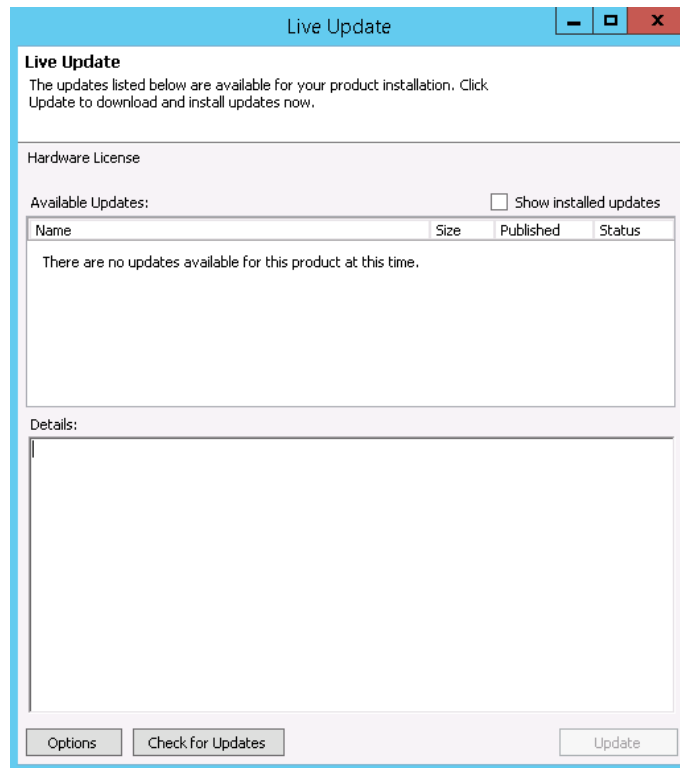 Live Update
Live Update
The updates listed below are available for your product installation. Click
Update to download and install updates now.
Hardware License
Available Updates:
Show installed updates
Name Size Published Status
There are no updates available for this product at this time.
Details:
Options Check for Updates Update